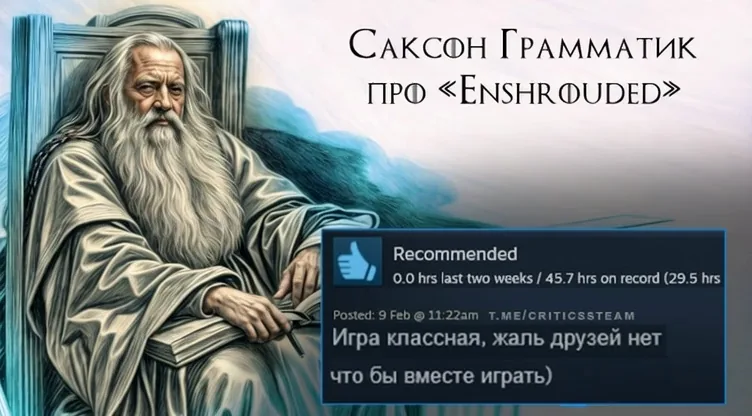 Саксон Грамматик
про «Enshrouded»
Recommended
0.0 hrs last two weeks / 45.7 hrs on record (29.5 hrs
Posted: 9 Feb @ 11:22am T.ME/CRITICSSTEAM
Игра классная, жаль друзей нет
что бы вместе играть)